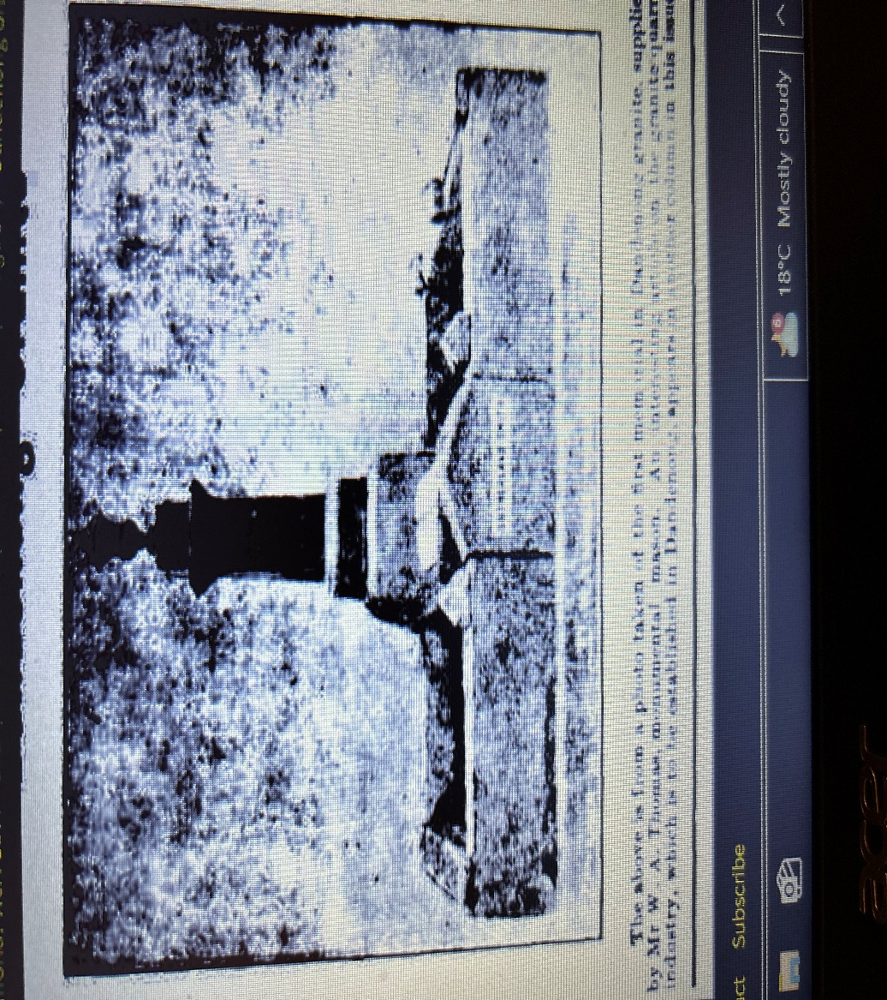 The above is from a photo taken of the first memorial in Dandenong granite supplie
by Mr W. A. Thomas, monumental mason. An interesting article on the granite quarr
industry, which is to be established in Dandenong, appears in another column in this issue
Subscribe
18°C Mostly cloudy
acer